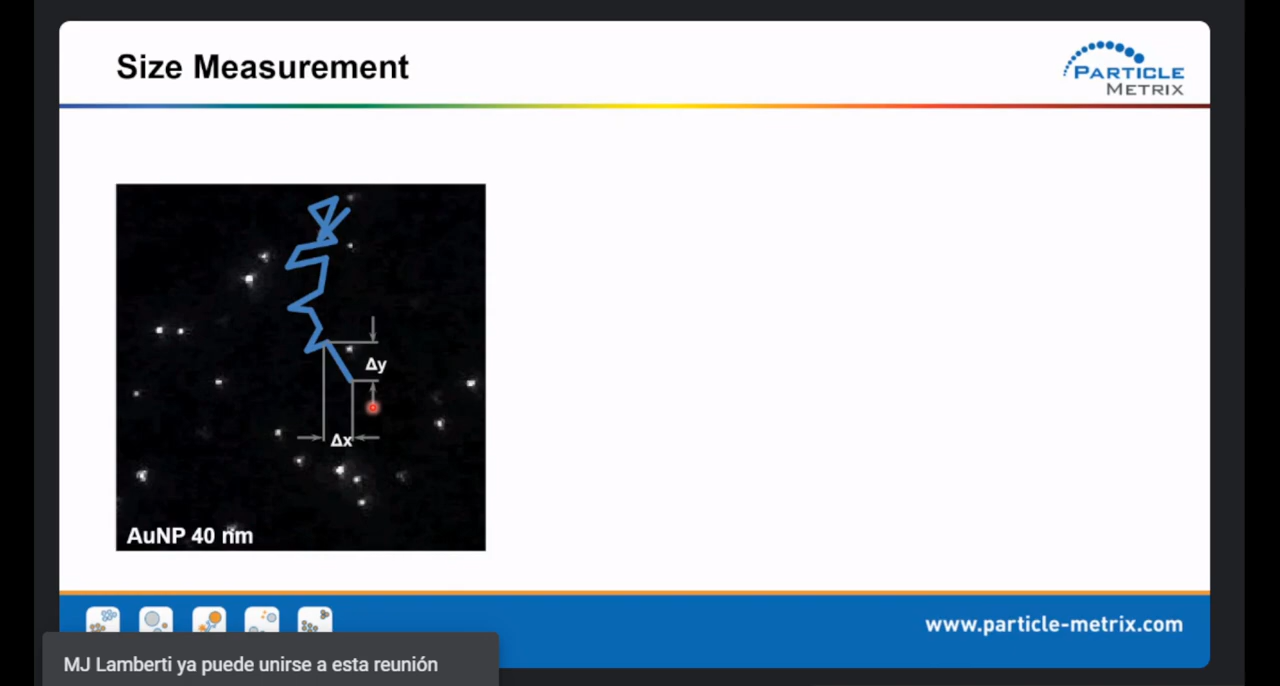 Size Measurement
PARTICLE
METRIX
Δy
Δx
AuNP 40 nm
www.particle-metrix.com
MJ Lamberti ya puede unirse a esta reunión